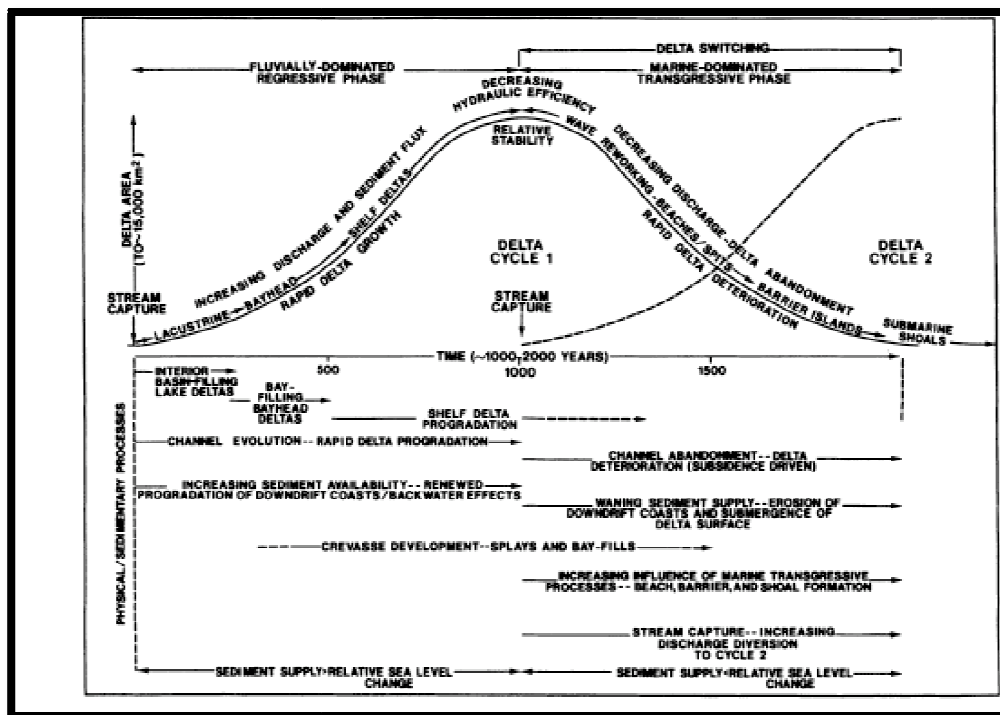 DELTA SWITCHING
FLUVIALLY-DOMINATED
REGRESSIVE PHASE
MARINE-DOMINATED
TRANSGRESSIVE PHASE
DECREASING
HYDRAULIC EFFICIENCY
RELATIVE
STABILITY
DELTA AREA
(TO~15,000 km²)
INCREASING DISCHARGE AND SEDIMENT FLUX
LACUSTRINE
BAYHEAD
SHELF DELTAS
RAPID DELTA GROWTH
DECREASING DISCHARGE--DELTA ABANDONMENT
WAVE REWORKING-BEACHES/SPITS
BARRIER ISLANDS
RAPID DELTA DETERIORATION
STREAM
CAPTURE
DELTA
CYCLE 1
STREAM
CAPTURE
DELTA
CYCLE 2
SUBMARINE
SHOALS
TIME (~1000-2000 YEARS)
500
1000
1500
PHYSICAL/SEDIMENTARY PROCESSES
INTERIOR
BASIN-FILLING
LAKE DELTAS
BAY-
FILLING
BAYHEAD
DELTAS
SHELF DELTA
PROGRADATION
CHANNEL EVOLUTION--RAPID DELTA PROGRADATION
CHANNEL ABANDONMENT--DELTA
DETERIORATION (SUBSIDENCE DRIVEN)
INCREASING SEDIMENT AVAILABILITY--RENEWED
PROGRADATION OF DOWNDRIFT COASTS/BACKWATER EFFECTS
WANING SEDIMENT SUPPLY--EROSION OF
DOWNDRIFT COASTS AND SUBMERGENCE OF
DELTA SURFACE
CREVASSE DEVELOPMENT--SPLAYS AND BAY-FILLS
INCREASING INFLUENCE OF MARINE TRANSGRESSIVE
PROCESSES--BEACH, BARRIER, AND SHOAL FORMATION
STREAM CAPTURE--INCREASING
DISCHARGE DIVERSION
TO CYCLE 2
SEDIMENT SUPPLY>RELATIVE SEA LEVEL
CHANGE
SEDIMENT SUPPLY<RELATIVE SEA LEVEL
CHANGE